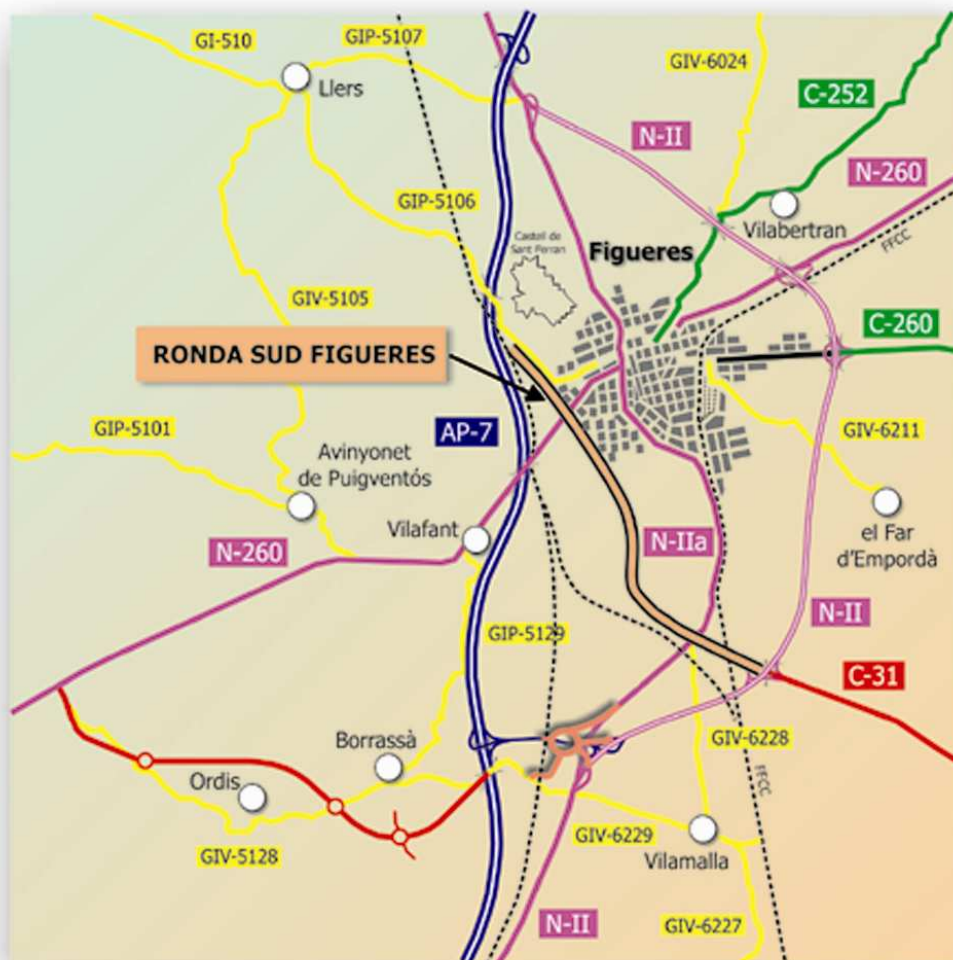 GI-510
GIP-5107
Llers
GIV-6024
C-252
N-II
N-260
GIP-5106
Vilabertran
FFCC
Castell de
Sant Ferran
Figueres
GIV-5105
C-260
RONDA SUD FIGUERES
GIP-5101
AP-7
GIV-6211
Avinyonet
de Puigventós
Vilafant
el Far
d'Empordà
N-260
N-IIa
N-II
GIP-5129
C-31
Borrassà
GIV-6228
Ordis
FFCC
GIV-5128
GIV-6229
Vilamalla
N-II
GIV-6227